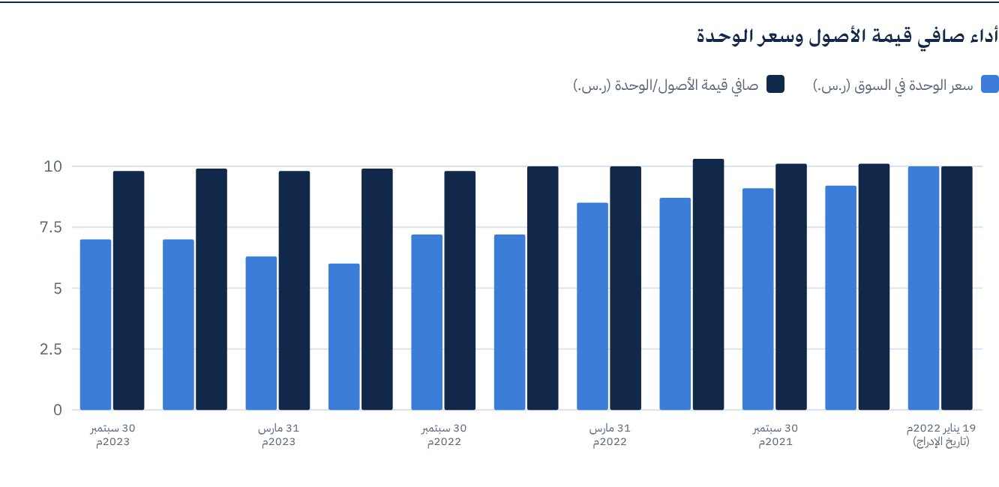 أداء صافي قيمة الأصول وسعر الوحدة
سعر الوحدة في السوق (ر.س.)
صافي قيمة الأصول/الوحدة (ر.س.)
10
7.5
5
2.5
0
19 يناير 2022م
(تاريخ الإدراج)
30 سبتمبر
2021م
31 مارس
2022م
30 سبتمبر
2022م
31 مارس
2023م
30 سبتمبر
2023م